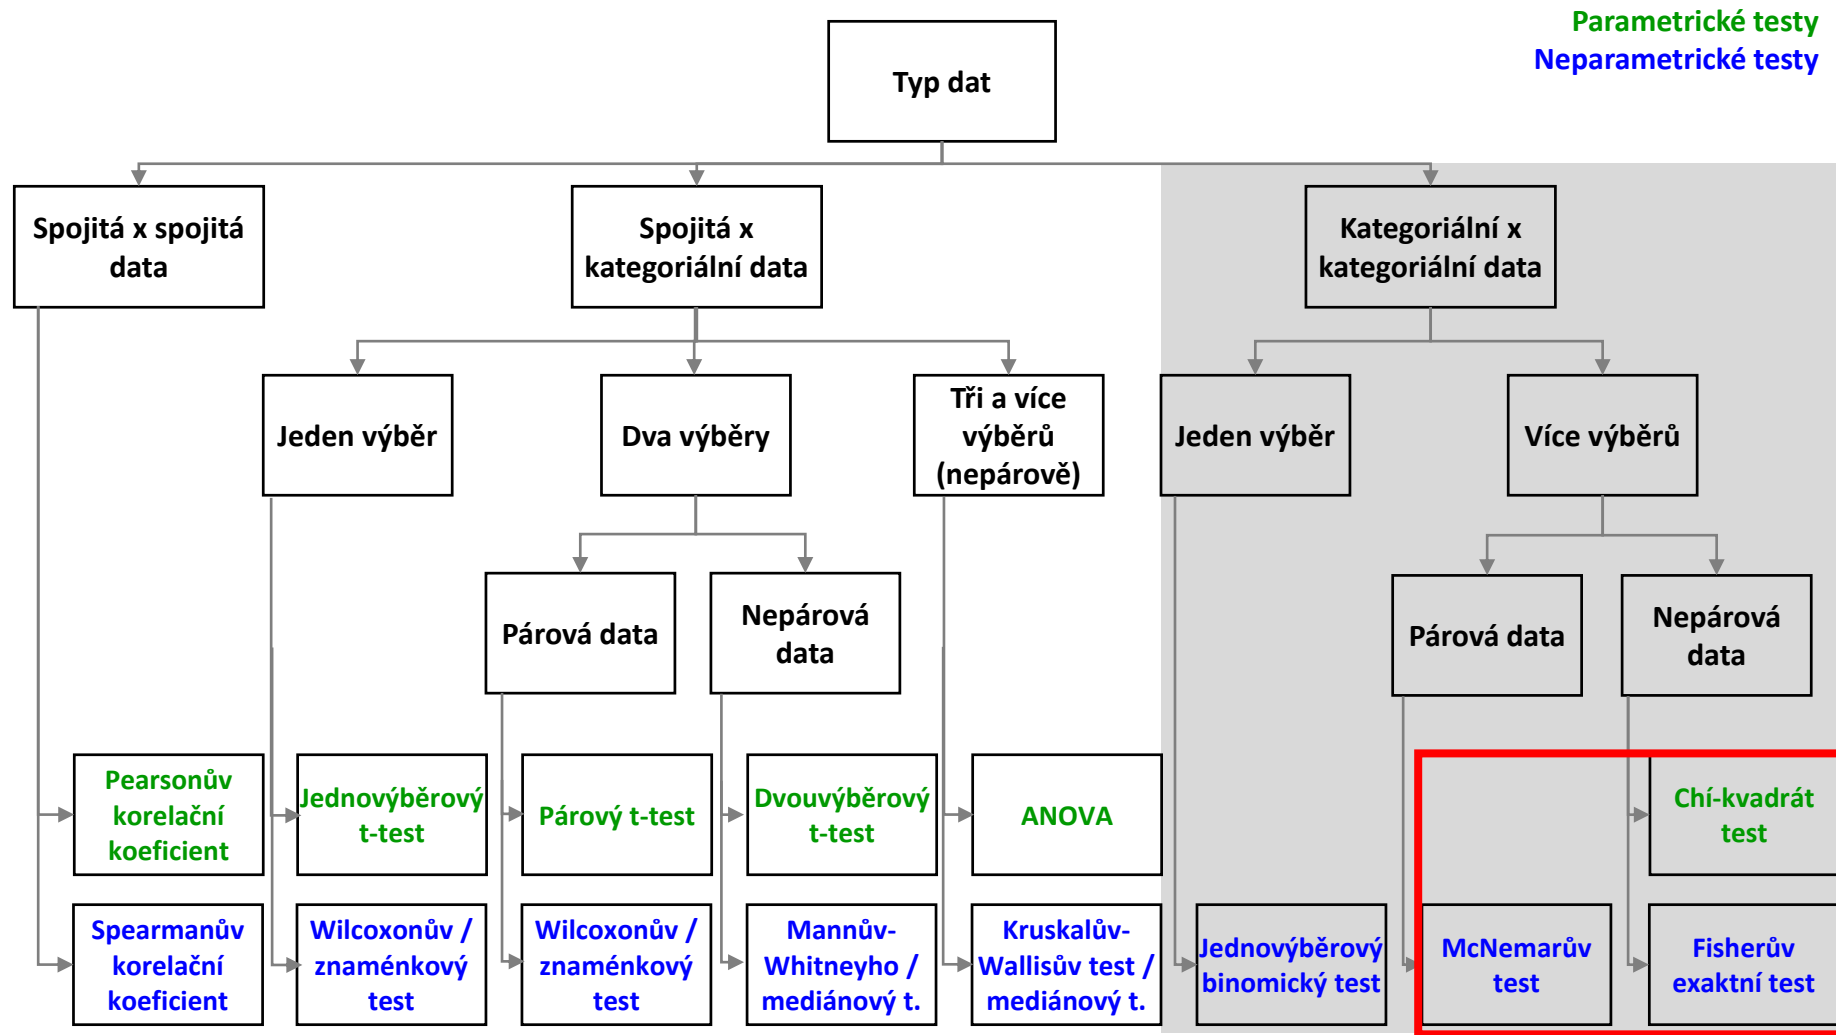 Parametrické testy
Neparametrické testy
Typ dat
Spojitá x spojitá
data
Spojitá x
kategoriální data
Kategoriální x
kategoriální data
Jeden výběr
Dva výběry
Tři a více
výběrů
(nepárově)
Jeden výběr
Více výběrů
Párová data
Nepárová
data
Párová data
Nepárová
data
Pearsonův
korelační
koeficient
Jednovýběrový
t-test
Párový t-test
Dvouvýběrový
t-test
ANOVA
Chí-kvadrát
test
Spearmanův
korelační
koeficient
Wilcoxonův /
znaménkový
test
Wilcoxonův /
znaménkový
test
Mannův-
Whitneyho /
mediánový t.
Kruskalův-
Wallisův test /
mediánový t.
Jednovýběrový
binomický test
McNemarův
test
Fisherův
exaktní test